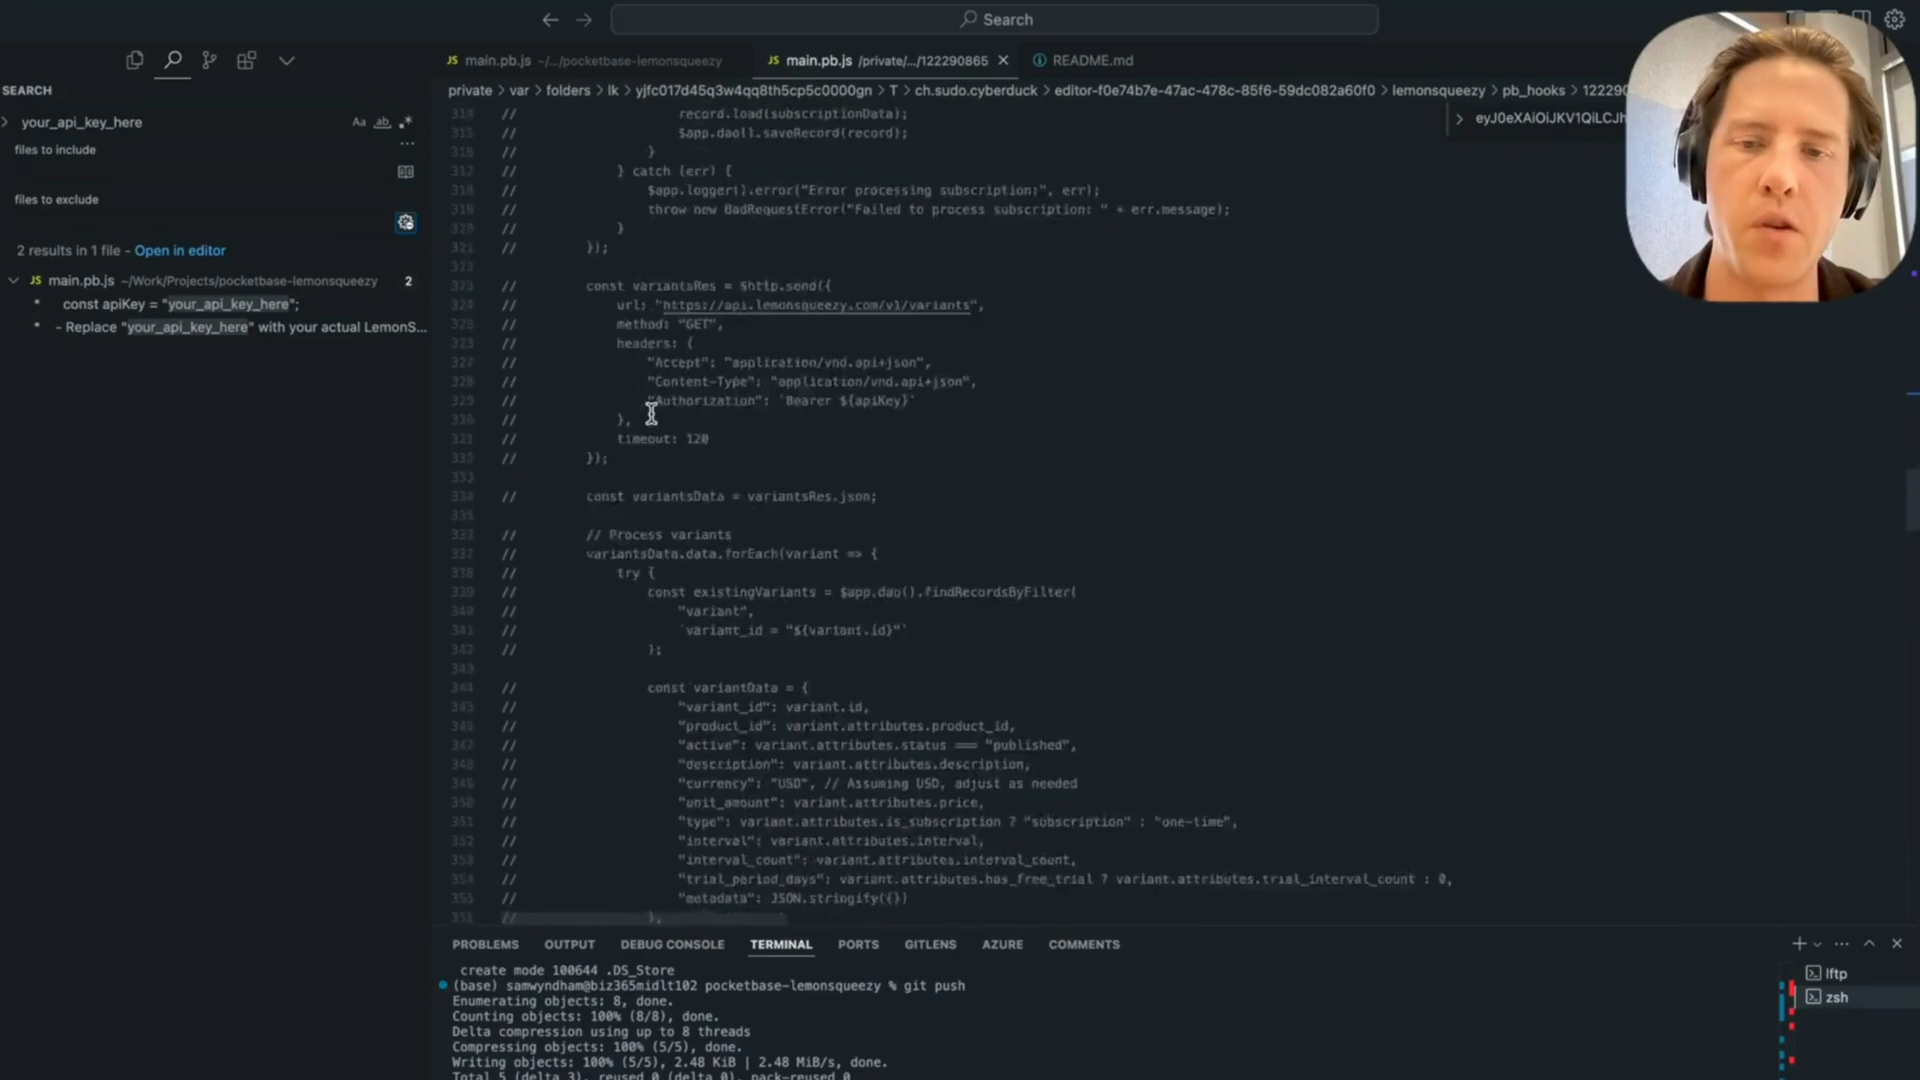 Search
main.pb.js ~/.../pocketbase-lemonsqueezy
main.pb.js /private/.../122290865
README.md
SEARCH
private > var > folders > lk > yjfc017d45q3w4qq8th5cp5c0000gn > T > ch.sudo.cyberduck > editor-f0e74b7e-47ac-478c-85f6-59dc082a60f0 > lemonsqueezy > pb_hooks > 12229
your_api_key_here
Aa ab
files to include
files to exclude
2 results in 1 file - Open in editor
JS main.pb.js ~/Work/Projects/pocketbase-lemonsqueezy 2
* const apiKey = "your_api_key_here";
* - Replace "your_api_key_here" with your actual LemonS...
eyJ0eXAiOiJKV1QiLCJh
314 // record.load(subscriptionData);
315 // $app.dao().saveRecord(record);
316 // }
317 // } catch (err) {
318 // $app.logger().error("Error processing subscription:", err);
319 // throw new BadRequestError("Failed to process subscription: " + err.message);
320 // }
321 // });
322
323 // const variantsRes = $http.send({
324 // url: "https://api.lemonsqueezy.com/v1/variants",
325 // method: "GET",
326 // headers: {
327 // "Accept": "application/vnd.api+json",
328 // "Content-Type": "application/vnd.api+json",
329 // "Authorization": `Bearer ${apiKey}`
330 // },
331 // timeout: 120
332 // });
333
334 // const variantsData = variantsRes.json;
335
336 // // Process variants
337 // variantsData.data.forEach(variant => {
338 // try {
339 // const existingVariants = $app.dao().findRecordsByFilter(
340 // "variant",
341 // `variant_id = "${variant.id}"`
342 // );
343
344 // const variantData = {
345 // "variant_id": variant.id,
346 // "product_id": variant.attributes.product_id,
347 // "active": variant.attributes.status === "published",
348 // "description": variant.attributes.description,
349 // "currency": "USD", // Assuming USD, adjust as needed
350 // "unit_amount": variant.attributes.price,
351 // "type": variant.attributes.is_subscription ? "subscription" : "one-time",
352 // "interval": variant.attributes.interval,
353 // "interval_count": variant.attributes.interval_count,
354 // "trial_period_days": variant.attributes.has_free_trial ? variant.attributes.trial_interval_count : 0,
355 // "metadata": JSON.stringify({})
356 // },
PROBLEMS OUTPUT DEBUG CONSOLE TERMINAL PORTS GITLENS AZURE COMMENTS
create mode 100644 .DS_Store
(base) samwyndham@biz365midlt102 pocketbase-lemonsqueezy % git push
Enumerating objects: 8, done.
Counting objects: 100% (8/8), done.
Delta compression using up to 8 threads
Compressing objects: 100% (5/5), done.
Writing objects: 100% (5/5), 2.48 KiB | 2.48 MiB/s, done.
Total 5 (delta 3), reused 0 (delta 0), pack-reused 0
lftp
zsh